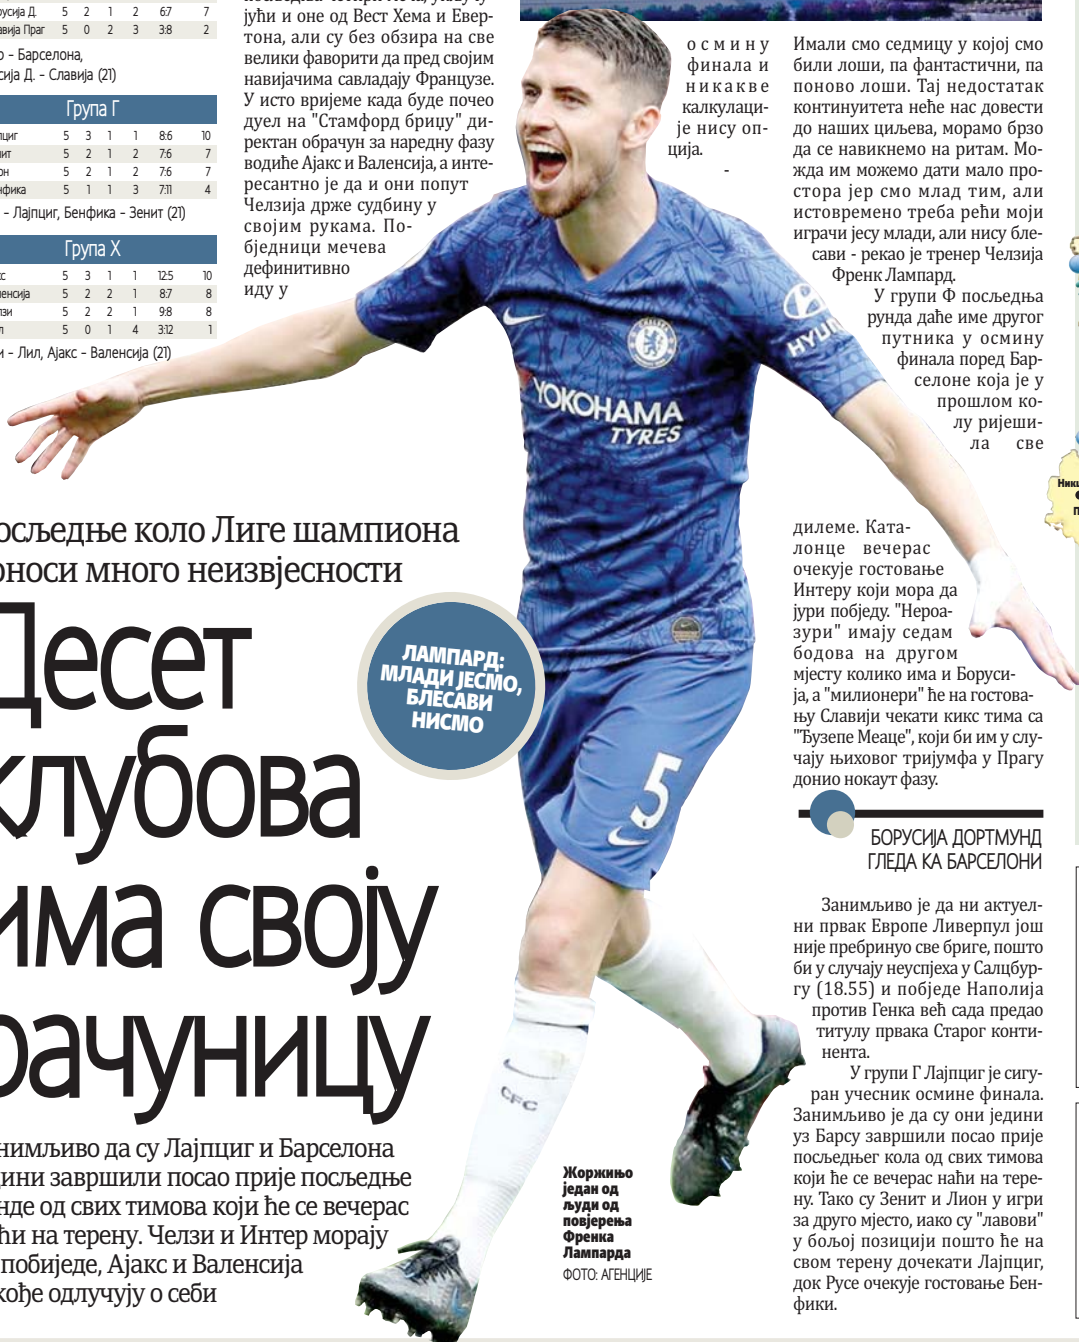 русија Д. 5 2 1 2 6:7 7
авија Праг 5 0 2 3 3:8 2
р - Барселона,
сија Д. - Славија (21)
Група Г
пциг 5 3 1 1 8:6 10
нит 5 2 1 2 7:6 7
он 5 2 1 2 7:6 7
нфика 5 1 1 3 7:11 4
- Лајпциг, Бенфика - Зенит (21)
Група Х
кс 5 3 1 1 12:5 10
ленсија 5 2 2 1 8:7 8
лзи 5 2 2 1 9:8 8
л 5 0 1 4 3:12 1
и - Лил, Ајакс - Валенсија (21)
јући и оне од Вест Хема и Евер-
тона, али су без обзира на све
велики фаворити да пред својим
навијачима савладају Французе.
У исто вријеме када буде почео
дуел на "Стамфорд бриџу" ди-
ректан обрачун за наредну фазу
водиће Ајакс и Валенсија, а инте-
ресантно је да и они попут
Челзија држе судбину у
својим рукама. По-
бједници мечева
дефинитивно
иду у
осмину
финала и
никакве
калкулаци-
је нису оп-
ција.
-
Имали смо седмицу у којој смо
били лоши, па фантастични, па
поново лоши. Тај недостатак
континуитета неће нас довести
до наших циљева, морамо брзо
да се навикнемо на ритам. Мо-
жда им можемо дати мало про-
стора јер смо млад тим, али
истовремено треба рећи моји
играчи јесу млади, али нису бле-
сави - рекао је тренер Челзија
Френк Лампард.
У групи Ф посљедња
рунда даће име другог
путника у осмину
финала поред Бар-
селоне која је у
прошлом ко-
лу ријеши-
ла све
дилеме. Ката-
лонце вечерас
очекује гостовање
Интеру који мора да
јури побједу. "Нероа-
зури" имају седам
бодова на другом
мјесту колико има и Боруси-
ја, а "милионери" ће на гостова-
њу Славији чекати кикс тима са
"Ђузепе Меаце", који би им у слу-
чају њиховог тријумфа у Прагу
донио нокаут фазу.
БОРУСИЈА ДОРТМУНД
ГЛЕДА КА БАРСЕЛОНИ
Занимљиво је да ни актуел-
ни првак Европе Ливерпул још
није пребринуо све бриге, пошто
би у случају неуспјеха у Салцбур-
гу (18.55) и побједе Наполија
против Генка већ сада предао
титулу првака Старог конти-
нента.
У групи Г Лајпциг је сигу-
ран учесник осмине финала.
Занимљиво је да су они једини
уз Барсу завршили посао прије
посљедњег кола од свих тимова
који ће се вечерас наћи на тере-
ну. Тако су Зенит и Лион у игри
за друго мјесто, иако су "лавови"
у бољој позицији пошто ће на
свом терену дочекати Лајпциг,
док Русе очекује гостовање Бен-
фики.
осљедње коло Лиге шампиона
оноси много неизвјесности
Десет
клубова
има своју
рачуницу
ЛАМПАРД:
МЛАДИ ЈЕСМО,
БЛЕСАВИ
НИСМО
нимљиво да су Лајпциг и Барселона
дини завршили посао прије посљедње
нде од свих тимова који ће се вечерас
ћи на терену. Челзи и Интер морају
побиједе, Ајакс и Валенсија
кође одлучују о себи
CHELSEA
HYUN
YOKOHAMA
TYRES
5
CFC
Жоржињо
један од
људи од
повјерења
Френка
Лампарда
ФОТО: АГЕНЦИЈЕ